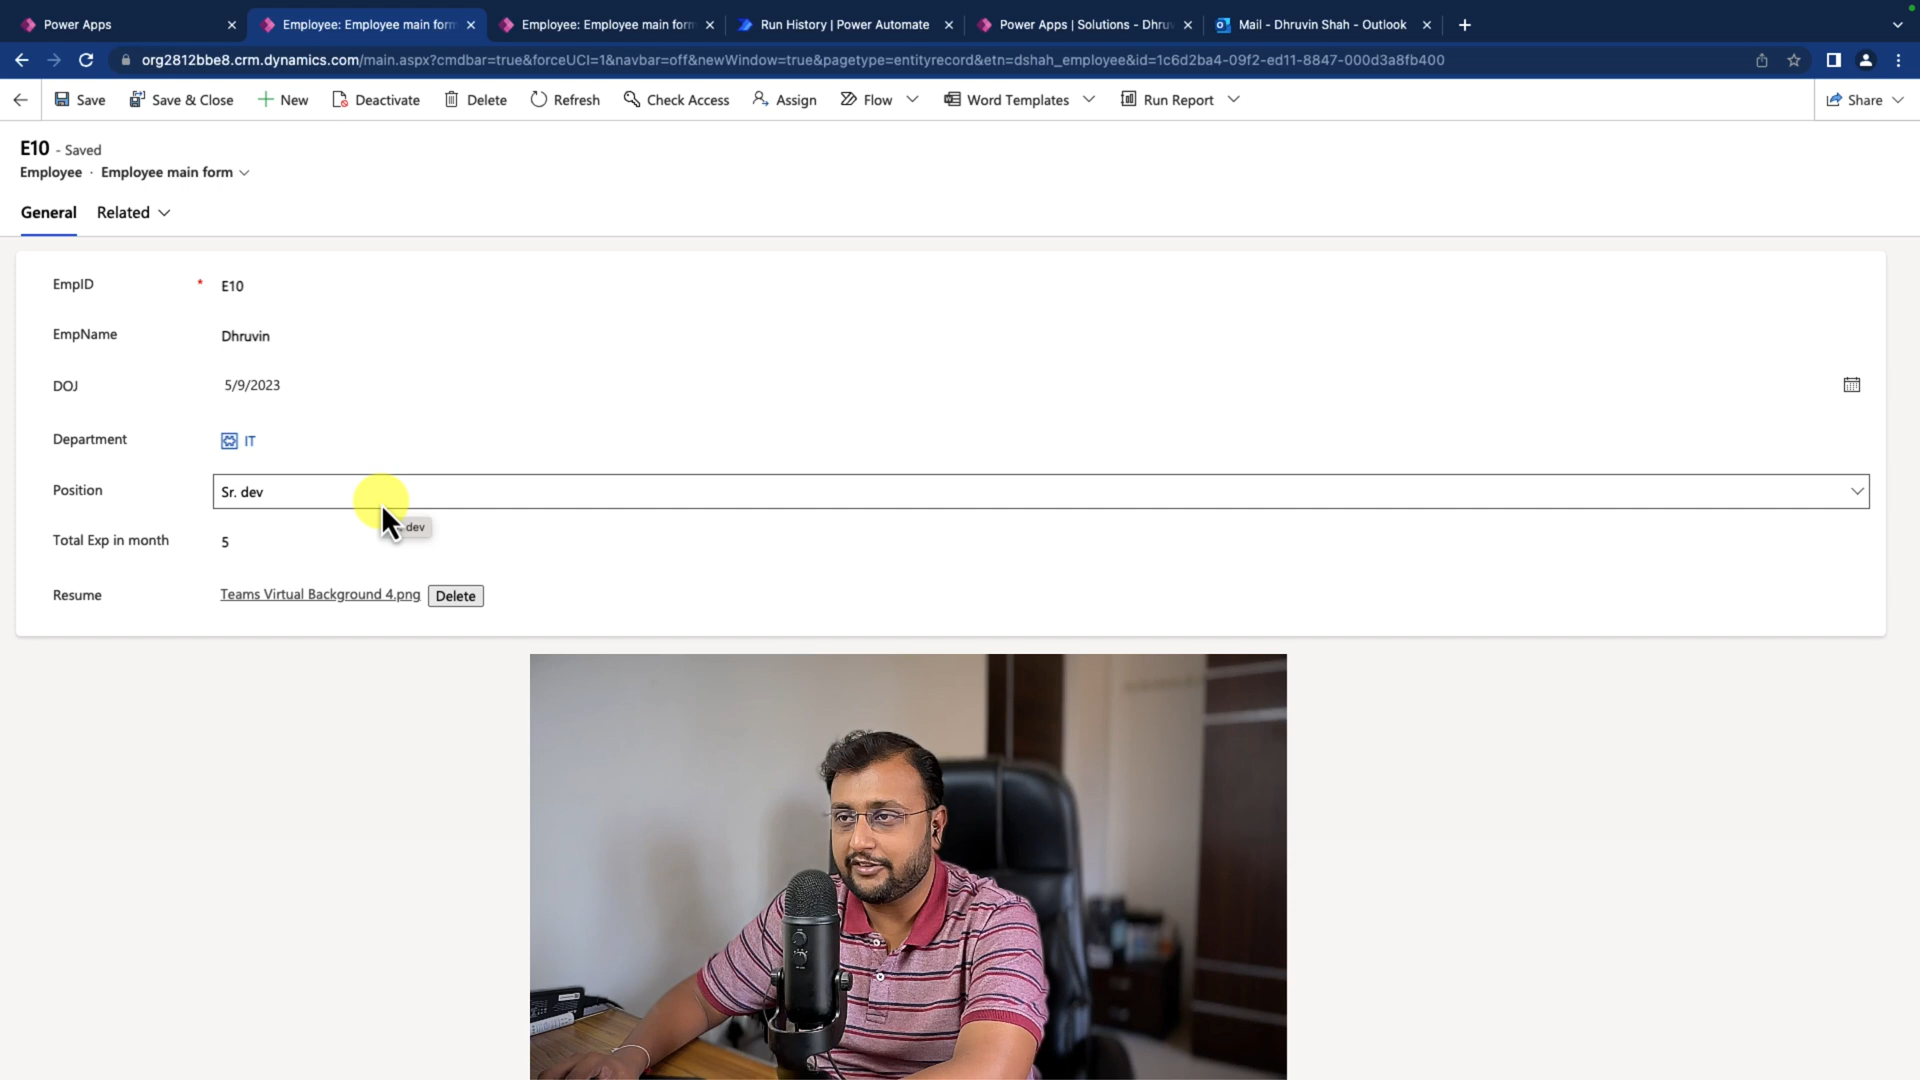 Power Apps
Employee: Employee main form
Employee: Employee main form
Run History | Power Automate
Power Apps | Solutions - Dhruv
Mail - Dhruvin Shah - Outlook
org2812bbe8.crm.dynamics.com/main.aspx?cmdbar=true&forceUCI=1&navbar=off&newWindow=true&pagetype=entityrecord&etn=dshah_employee&id=1c6d2ba4-09f2-ed11-8847-000d3a8fb400
Save Save & Close New Deactivate Delete Refresh Check Access Assign Flow Word Templates Run Report Share
E10 - Saved
Employee · Employee main form
General Related
EmpID * E10
EmpName Dhruvin
DOJ 5/9/2023
Department IT
Position Sr. dev
dev
Total Exp in month 5
Resume Teams Virtual Background 4.png Delete